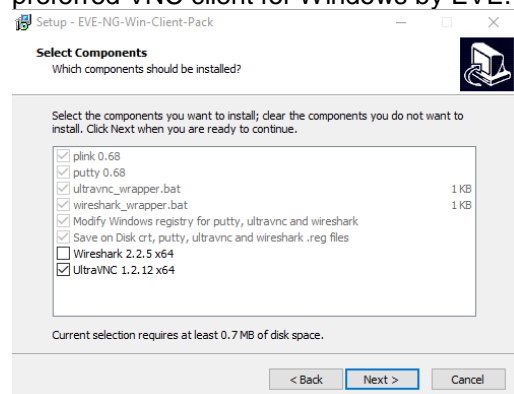 preferred VNC client for Windows by EVE.
Setup - EVE-NG-Win-Client-Pack
Select Components
Which components should be installed?
Select the components you want to install; clear the components you do not want to
install. Click Next when you are ready to continue.
plink 0.68
putty 0.68
ultravnc_wrapper.bat 1 KB
wireshark_wrapper.bat 1 KB
Modify Windows registry for putty, ultravnc and wireshark
Save on Disk crt, putty, ultravnc and wireshark .reg files
Wireshark 2.2.5 x64
UltraVNC 1.2.12 x64
Current selection requires at least 0.7 MB of disk space.
< Back Next > Cancel